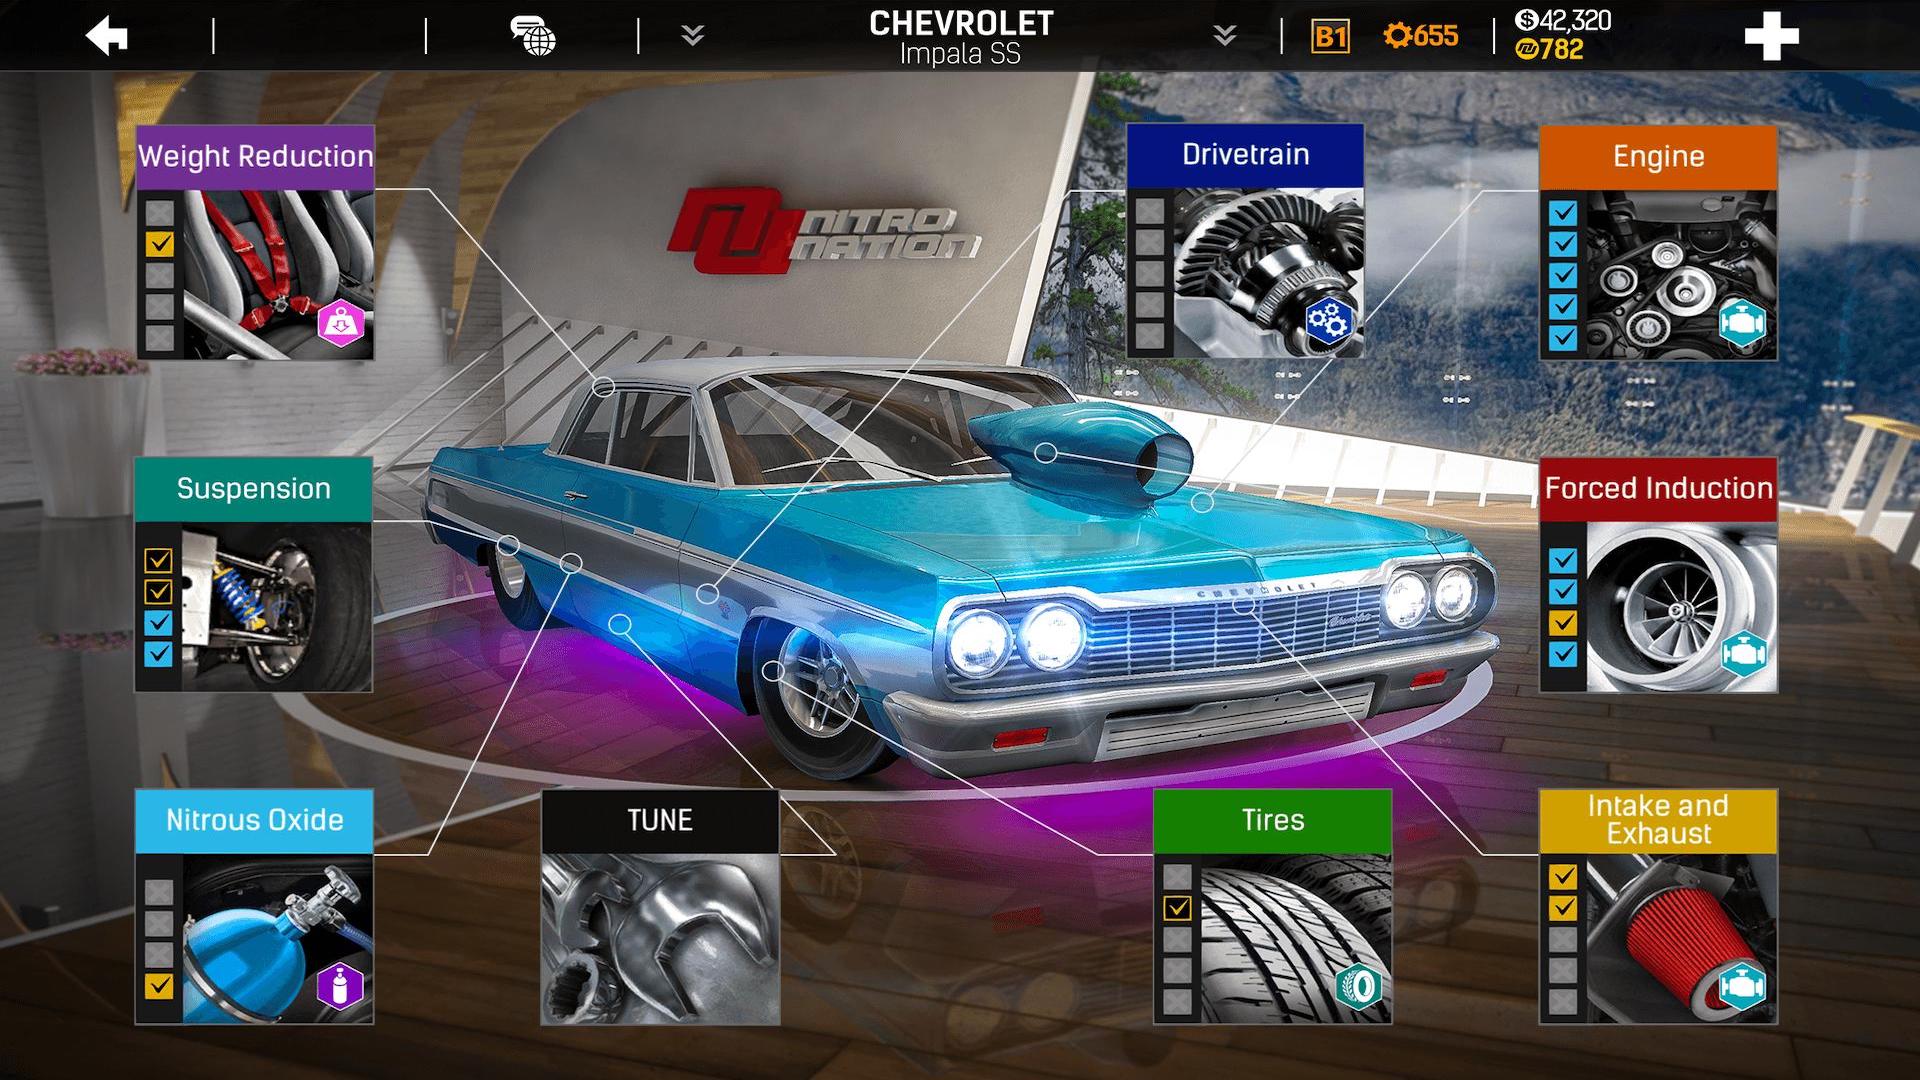 CHEVROLET
Impala SS
B1
655
$42,320
782
Weight Reduction
Drivetrain
Engine
NITRO
NATION
Suspension
Forced Induction
CHEVROLET
Nitrous Oxide
TUNE
Tires
Intake and
Exhaust